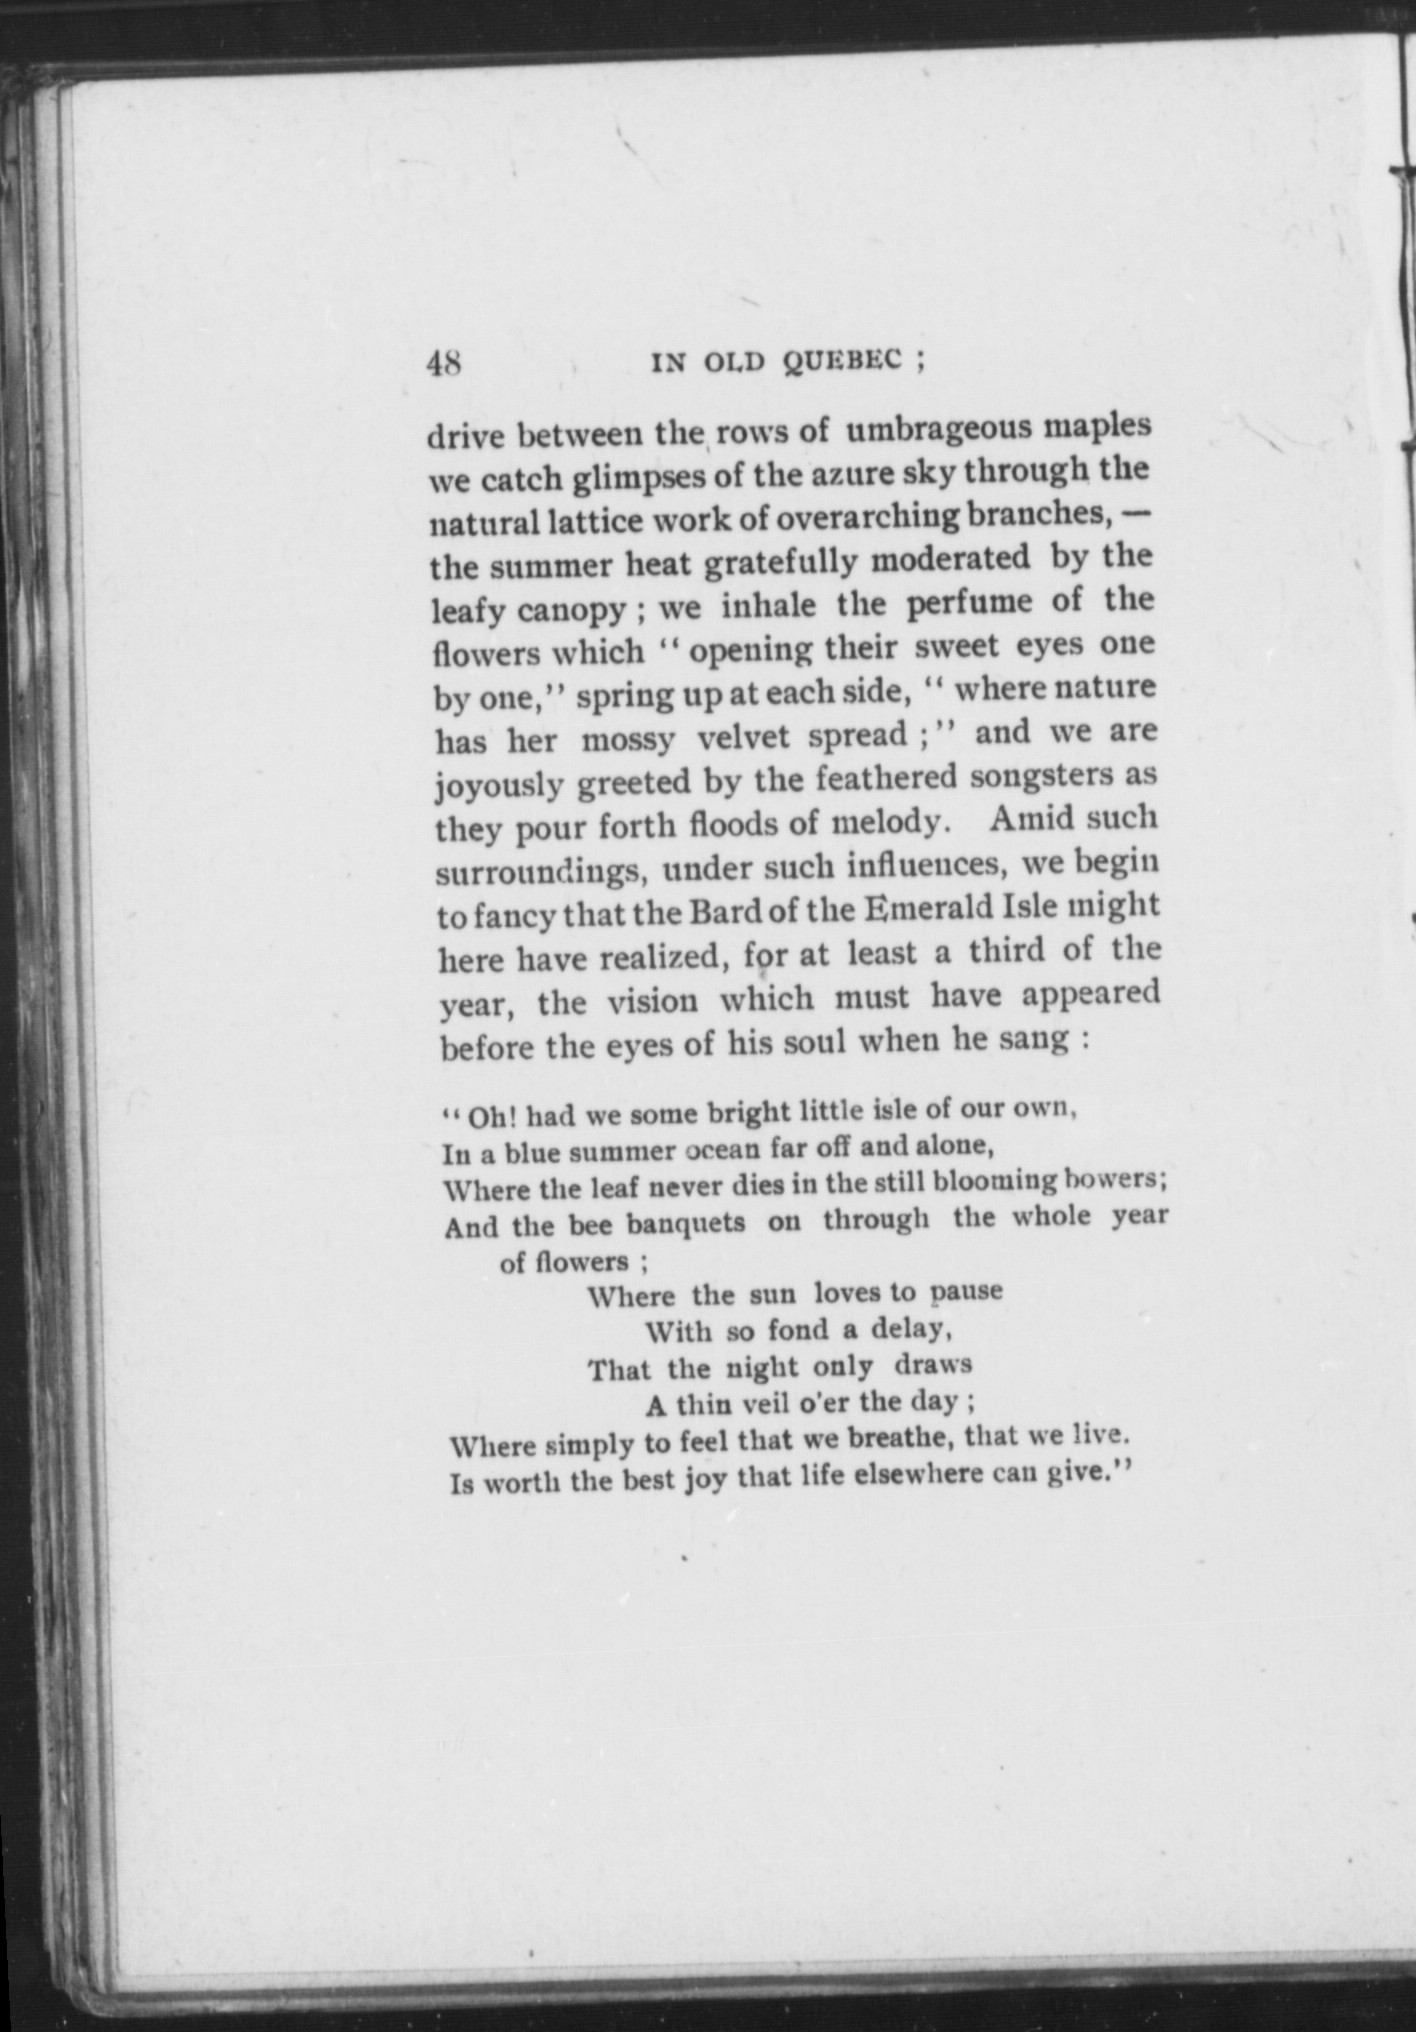 48 IN OLD QUEBEC ;
drive between the rows of umbrageous maples
we catch glimpses of the azure sky through the
natural lattice work of overarching branches, —
the summer heat gratefully moderated by the
leafy canopy ; we inhale the perfume of the
flowers which “ opening their sweet eyes one
by one,” spring up at each side, “ where nature
has her mossy velvet spread ;” and we are
joyously greeted by the feathered songsters as
they pour forth floods of melody. Amid such
surroundings, under such influences, we begin
to fancy that the Bard of the Emerald Isle might
here have realized, for at least a third of the
year, the vision which must have appeared
before the eyes of his soul when he sang :
“ Oh! had we some bright little isle of our own,
In a blue summer ocean far off and alone,
Where the leaf never dies in the still blooming bowers;
And the bee banquets on through the whole year
of flowers ;
Where the sun loves to pause
With so fond a delay,
That the night only draws
A thin veil o'er the day ;
Where simply to feel that we breathe, that we live.
Is worth the best joy that life elsewhere can give.”